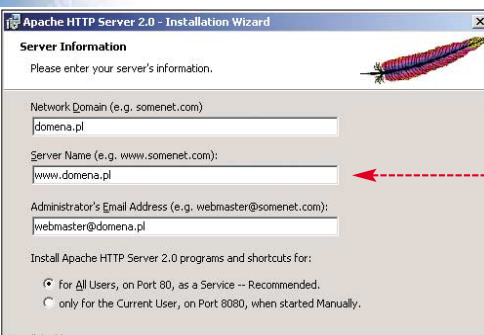 Apache HTTP Server 2.0 - Installation Wizard
Server Information
Please enter your server's information.
Network Domain (e.g. somenet.com)
domena.pl
Server Name (e.g. www.somenet.com):
www.domena.pl
Administrator's Email Address (e.g. webmaster@somenet.com):
webmaster@domena.pl
Install Apache HTTP Server 2.0 programs and shortcuts for:
for All Users, on Port 80, as a Service -- Recommended.
only for the Current User, on Port 8080, when started Manually.